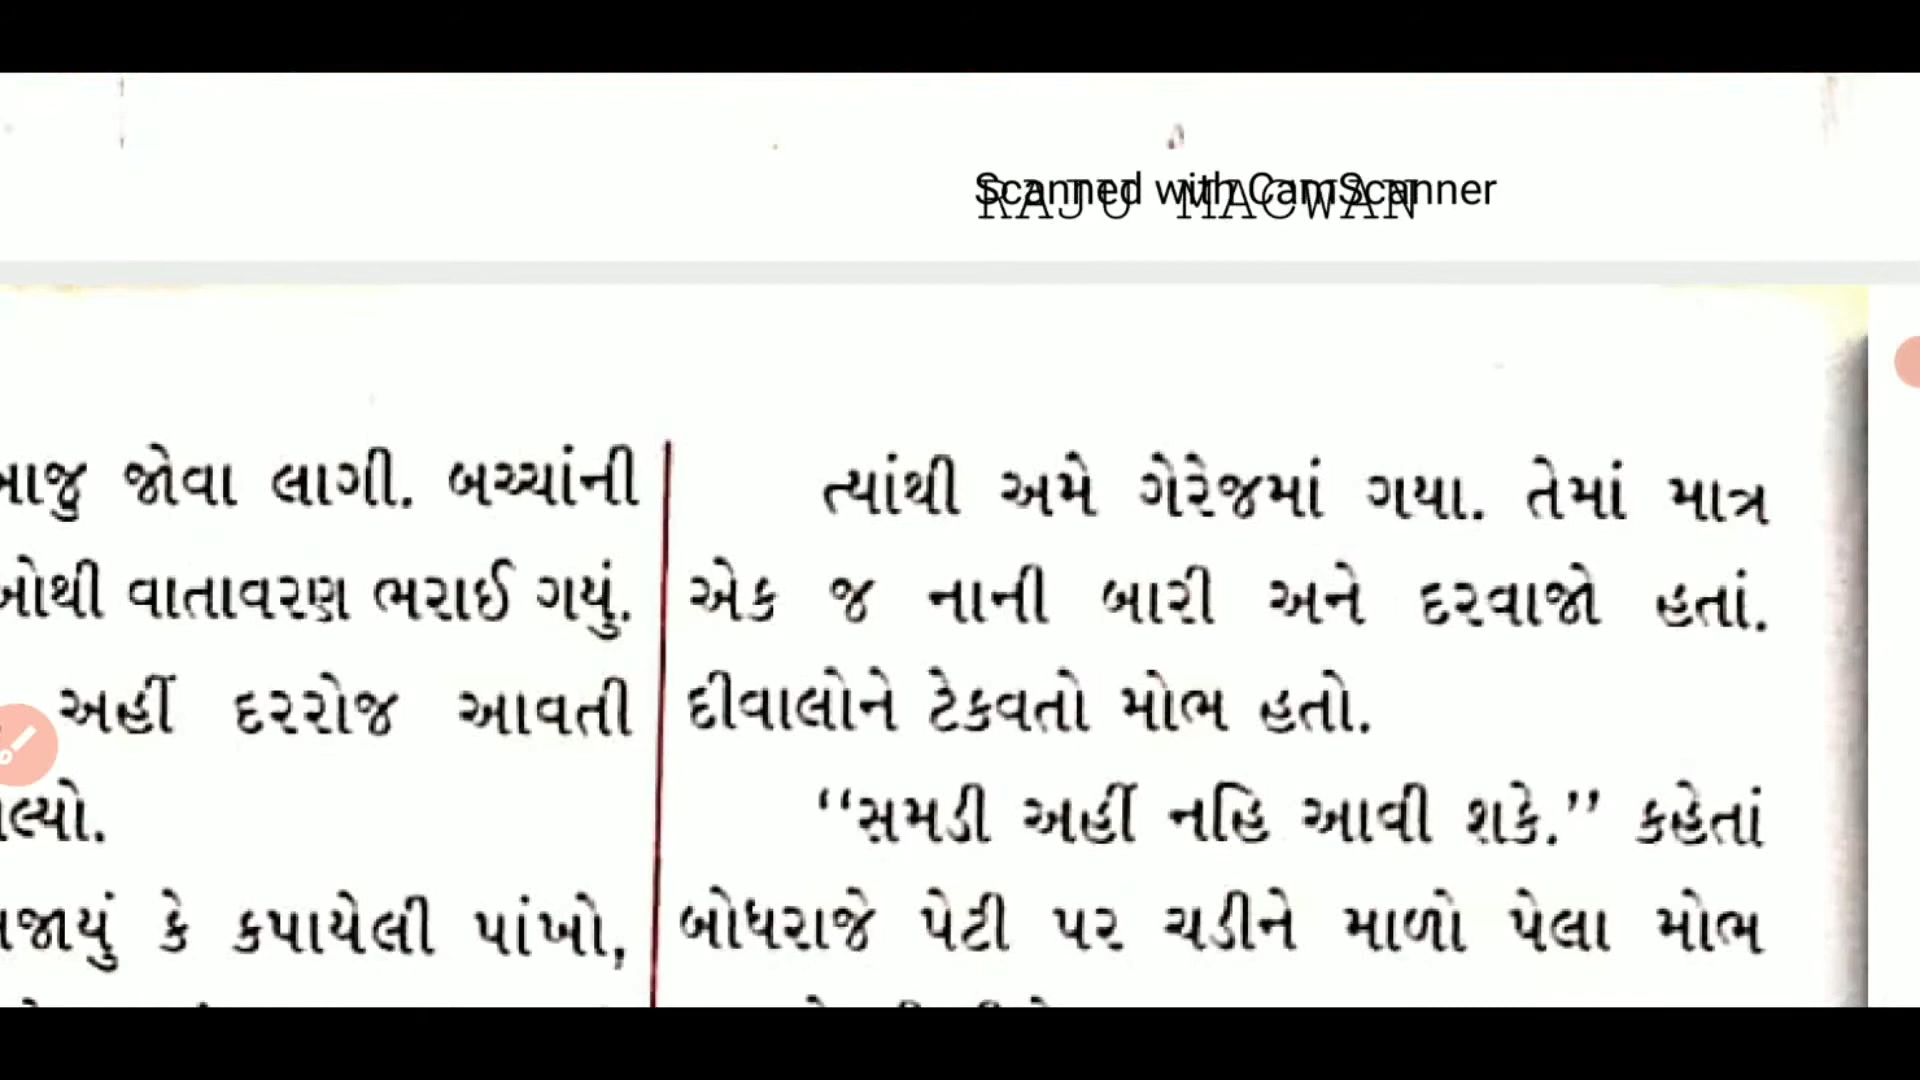 Scanned with CamScanner
RAJU MACWAN
જોવા લાગી. બચ્ચાંની
વાતાવરણ ભરાઈ ગયું.
અહીં દરરોજ આવતી
કે કપાયેલી પાંખો,
ત્યાંથી અમે ગેરેજમાં ગયા. તેમાં માત્ર
એક જ નાની બારી અને દરવાજો હતાં.
દીવાલોને ટેકવતો મોભ હતો.
“સમડી અહીં નહિ આવી શકે.” કહેતાં
બોધરાજે પેટી પર ચડીને માળો પેલા મોભ